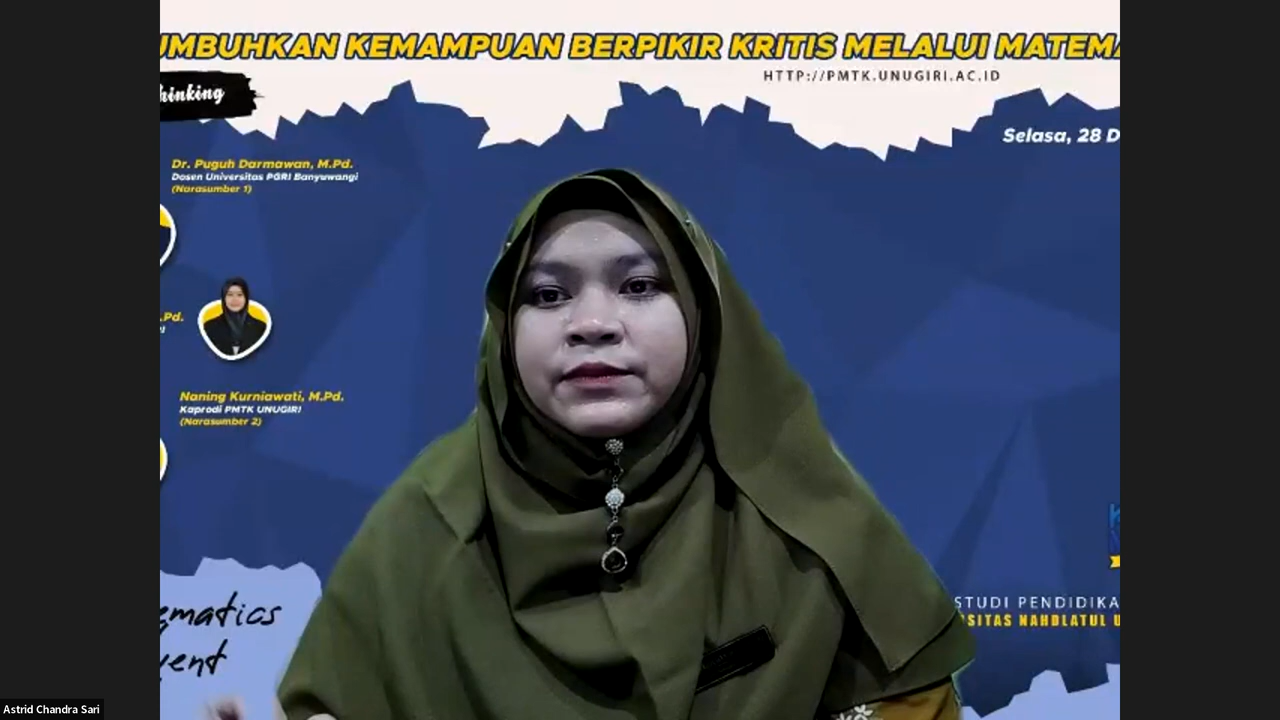 UMBUHKAN KEMAMPUAN BERPIKIR KRITIS MELALUI MATEMA
HTTP://PMTK.UNUGIRI.AC.ID
hinking
Selasa, 28 D
Dr. Puguh Darmawan, M.Pd.
Dosen Universitas PGRI Banyuwangi
(Narasumber 1)
.Pd.
Naning Kurniawati, M.Pd.
Kaprodi PMTK UNUGIRI
(Narasumber 2)
ematics
vent
STUDI PENDIDIKA
SITAS NAHDLATUL U
Astrid Chandra Sari